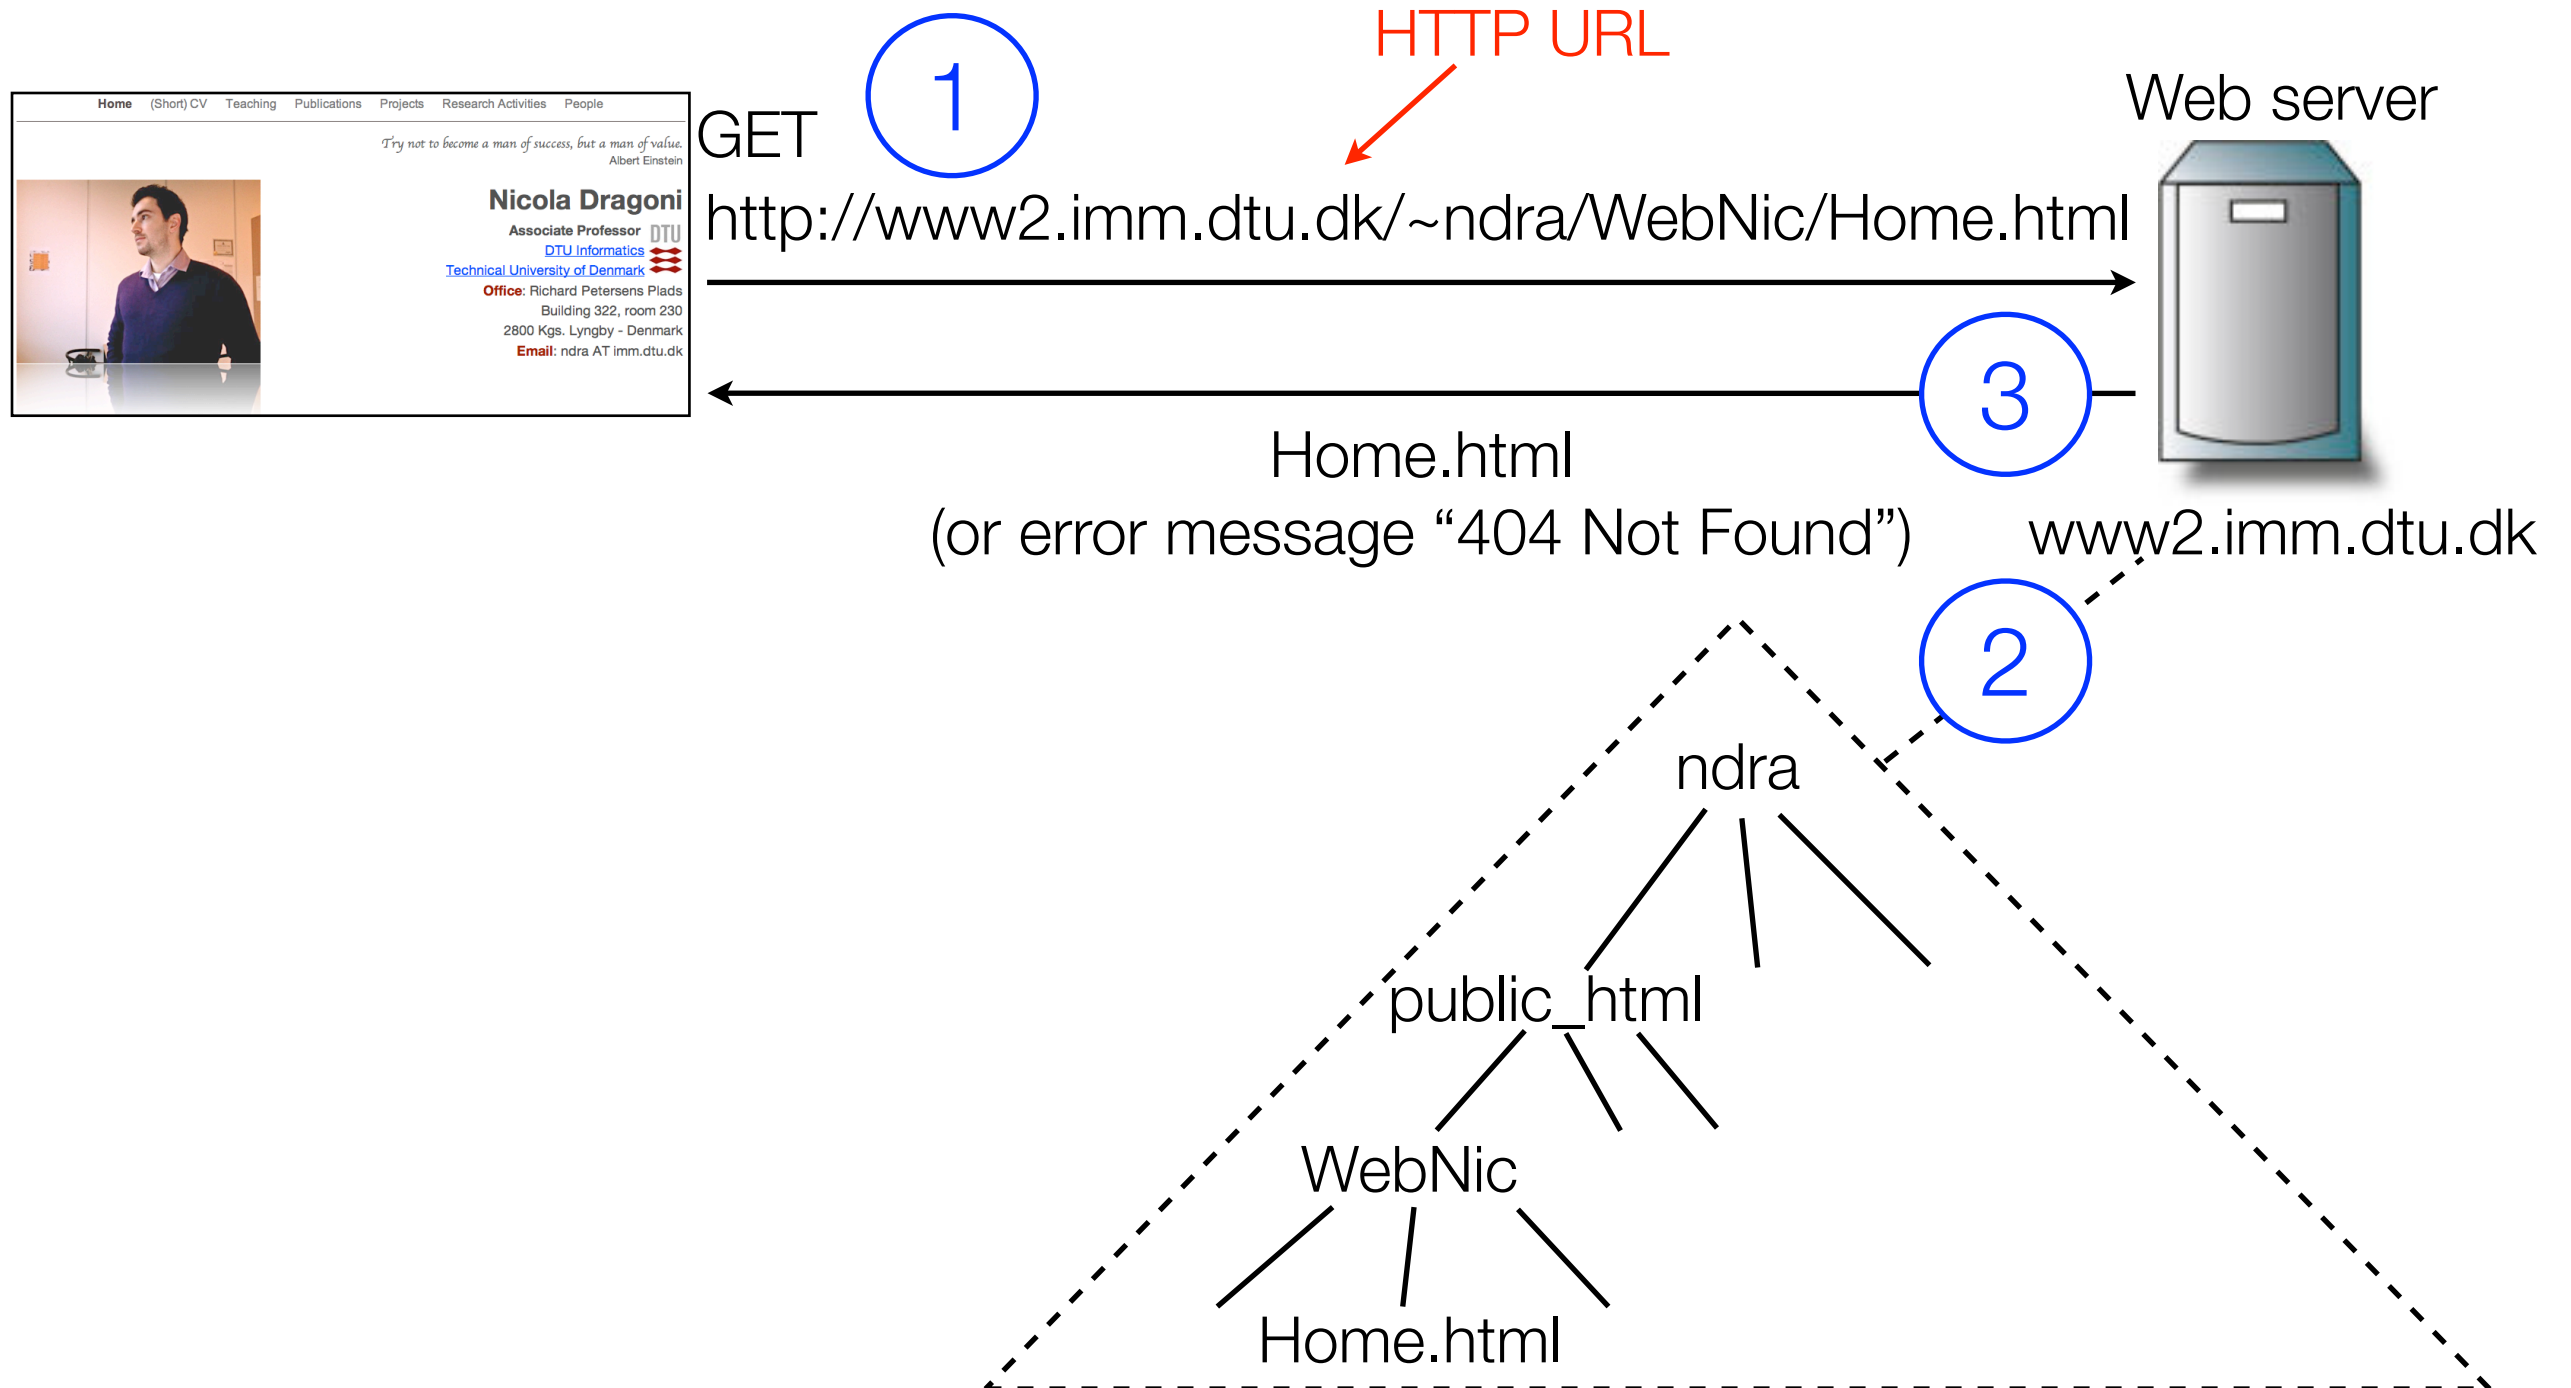 HTTP URL
1
Web server
Home (Short) CV Teaching Publications Projects Research Activities People
GET
Try not to become a man of success, but a man of value.
Albert Einstein
Nicola Dragoni
Associate Professor DTU
DTU Informatics
Technical University of Denmark
Office: Richard Petersens Plads
Building 322, room 230
2800 Kgs. Lyngby - Denmark
Email: ndra AT imm.dtu.dk
http://www2.imm.dtu.dk/~ndra/WebNic/Home.html
3
Home.html
(or error message “404 Not Found”)
www2.imm.dtu.dk
2
ndra
public_html
WebNic
Home.html